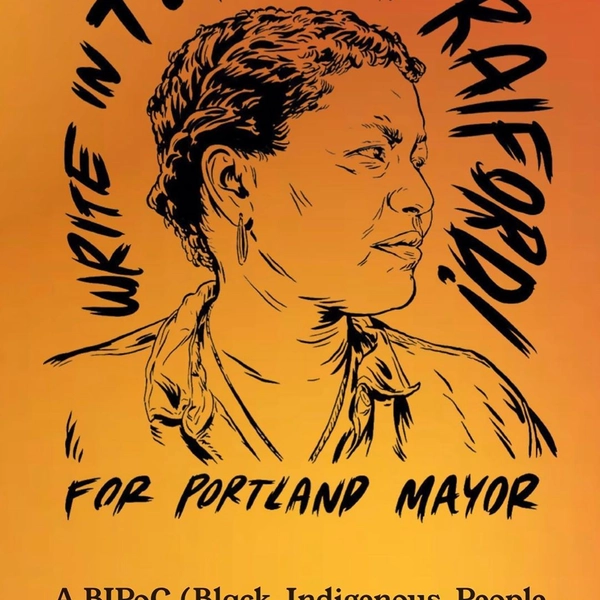 WRITE IN
RAIFORD!
FOR PORTLAND MAYOR
A BIPoC (Black, Indigenous, People